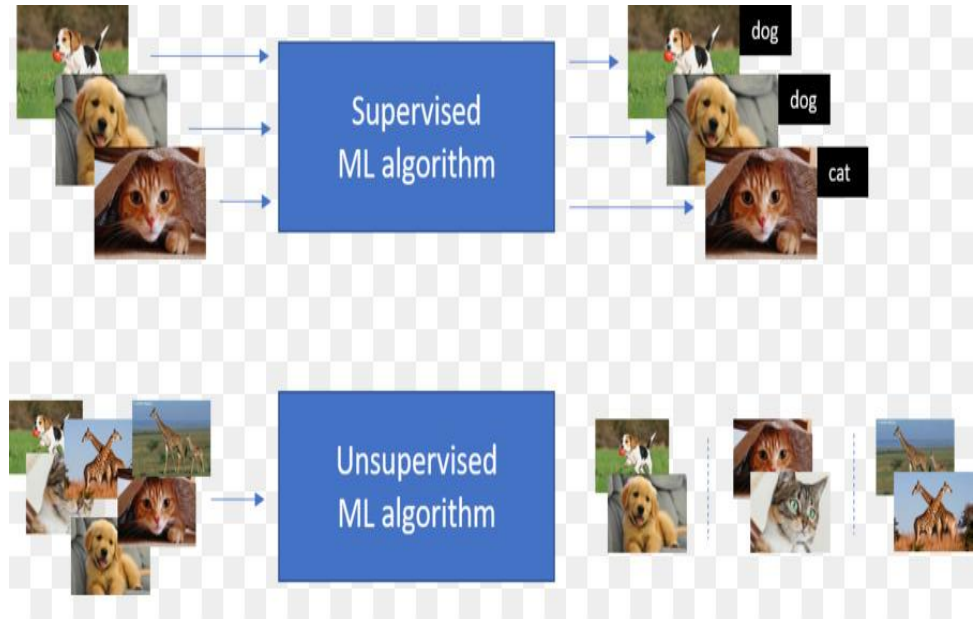 dog
dog
cat
Supervised
ML algorithm
Unsupervised
ML algorithm